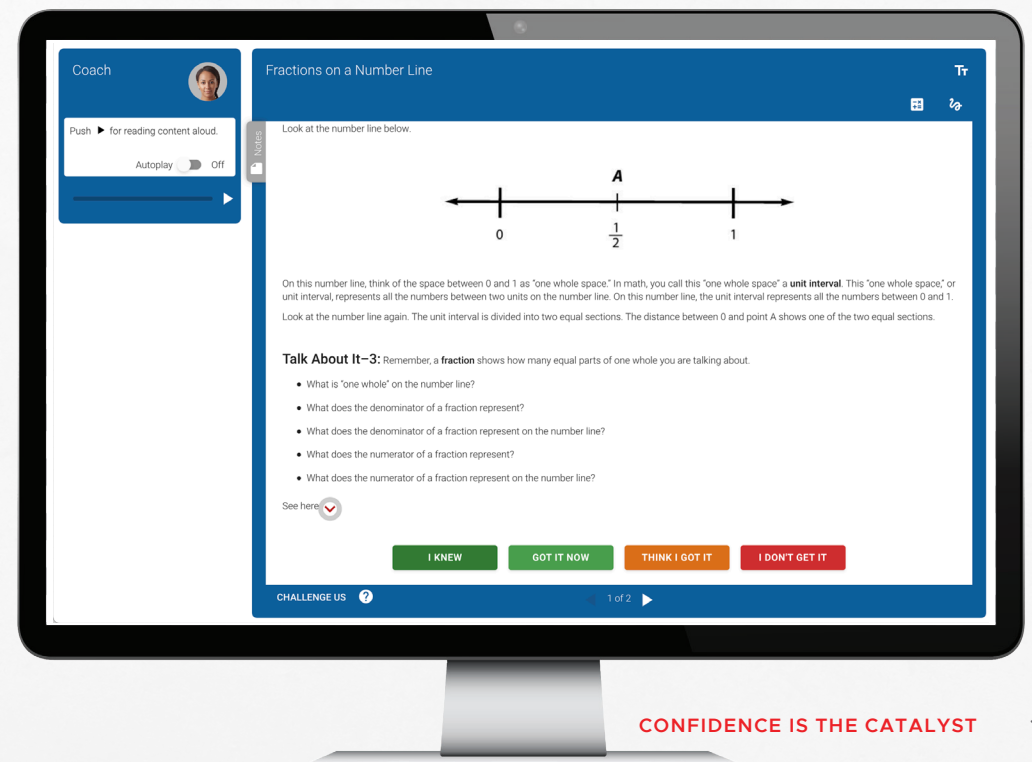 Coach
Push ▶ for reading content aloud.
Autoplay Off
Notes
Fractions on a Number Line
TT
Look at the number line below.
A
0 1/2 1
On this number line, think of the space between 0 and 1 as "one whole space." In math, you call this "one whole space" a unit interval. This "one whole space," or
unit interval, represents all the numbers between two units on the number line. On this number line, the unit interval represents all the numbers between 0 and 1.
Look at the number line again. The unit interval is divided into two equal sections. The distance between 0 and point A shows one of the two equal sections.
Talk About It–3: Remember, a fraction shows how many equal parts of one whole you are talking about.
• What is "one whole" on the number line?
• What does the denominator of a fraction represent?
• What does the denominator of a fraction represent on the number line?
• What does the numerator of a fraction represent?
• What does the numerator of a fraction represent on the number line?
See here
I KNEW GOT IT NOW THINK I GOT IT I DON'T GET IT
CHALLENGE US ? 1 of 2
CONFIDENCE IS THE CATALYST